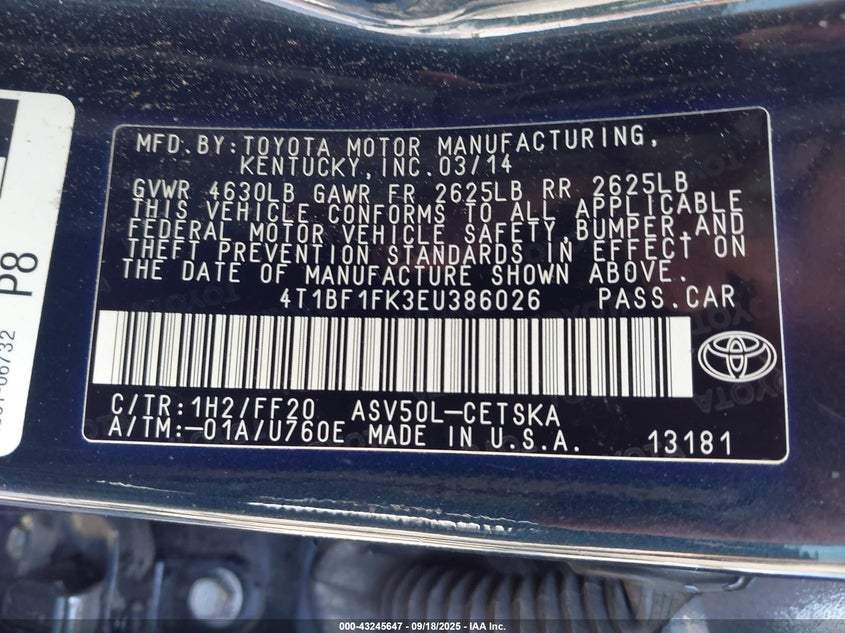 MFD. BY: TOYOTA MOTOR MANUFACTURING,
KENTUCKY, INC. 03/14
GVWR 4630LB GAWR FR 2625LB RR 2625LB
THIS VEHICLE CONFORMS TO ALL APPLICABLE
FEDERAL MOTOR VEHICLE SAFETY, BUMPER, AND
THEFT PREVENTION STANDARDS IN EFFECT ON
THE DATE OF MANUFACTURE SHOWN ABOVE.
4T1BF1FK3EU386026 PASS. CAR
C/TR: 1H2/FF20 ASV50L-CETSKA
A/TM: -01A/U760E MADE IN U.S.A. 13181
P8
000-43245647 - 09/18/2025 - IAA Inc.